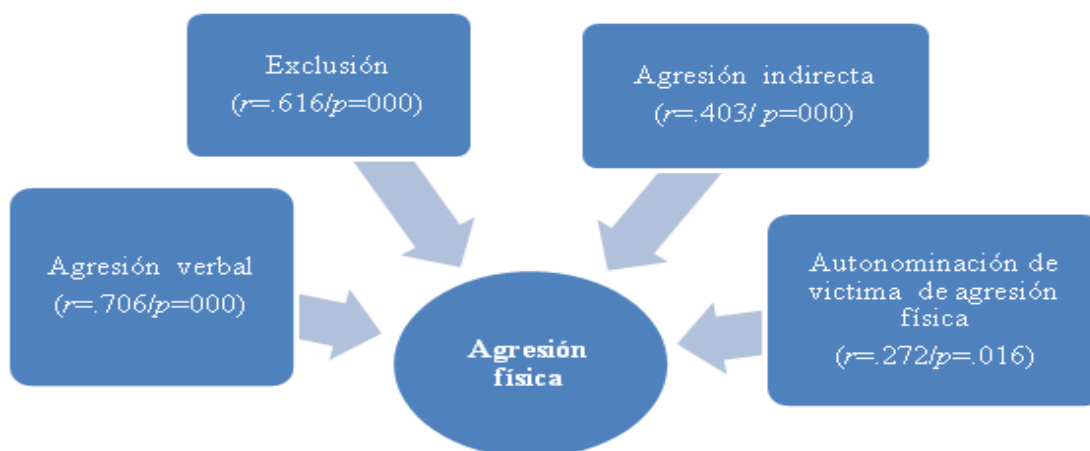 Exclusión
(r=.616/p=000)
Agresión indirecta
(r=.403/ p=000)
Agresión verbal
(r=.706/p=000)
Autonominación de
victima de agresión
física
(r=.272/p=.016)
Agresión
física